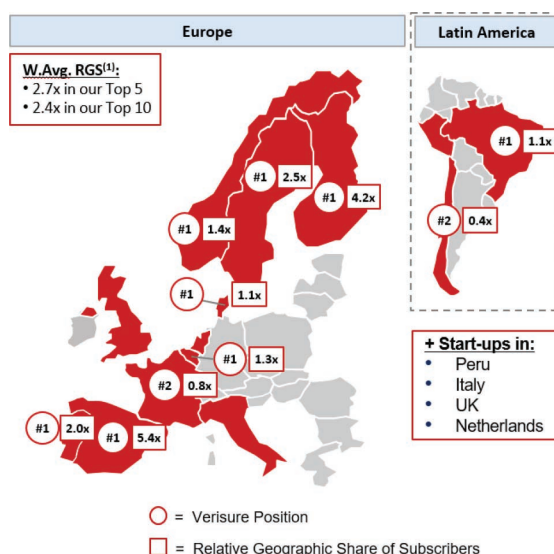 Europe
Latin America
W.Avg. RGS(1):
• 2.7x in our Top 5
• 2.4x in our Top 10
#1 1.1x
#1 2.5x
#1 4.2x
#1 1.4x
#2 0.4x
#1 1.1x
#1 1.3x
#2 0.8x
#1 2.0x
#1 5.4x
+ Start-ups in:
• Peru
• Italy
• UK
• Netherlands
= Verisure Position
= Relative Geographic Share of Subscribers